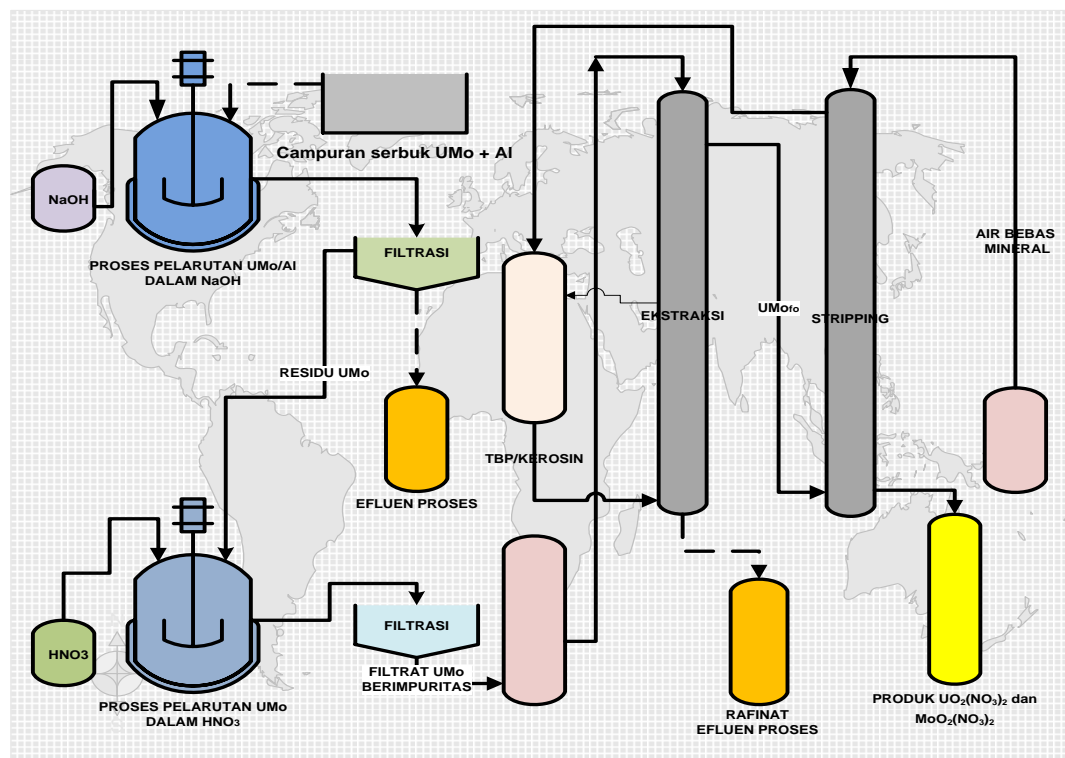 Campuran serbuk UMo + Al
NaOH
PROSES PELARUTAN UMo/Al
DALAM NaOH
FILTRASI
AIR BEBAS
MINERAL
EKSTRAKSI
UMofo
STRIPPING
RESIDU UMo
TBP/KEROSIN
EFLUEN PROSES
HNO3
FILTRASI
FILTRAT UMo
BERIMPURITAS
PROSES PELARUTAN UMo
DALAM HNO₃
RAFINAT
EFLUEN PROSES
PRODUK UO₂(NO₃)₂ dan
MoO₂(NO₃)₂